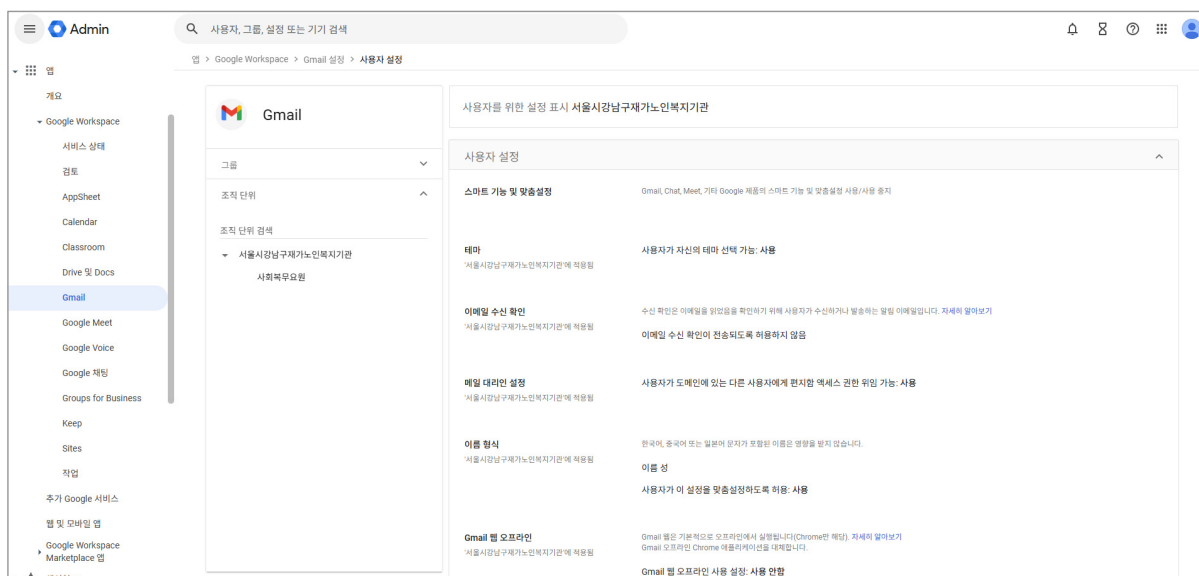 Admin
사용자, 그룹, 설정 또는 기기 검색
앱 > Google Workspace > Gmail 설정 > 사용자 설정
앱
개요
Google Workspace
서비스 상태
검토
AppSheet
Calendar
Classroom
Drive 및 Docs
Gmail
Google Meet
Google Voice
Google 채팅
Groups for Business
Keep
Sites
작업
추가 Google 서비스
웹 및 모바일 앱
Google Workspace
Marketplace 앱
Gmail
그룹
조직 단위
조직 단위 검색
서울시강남구재가노인복지기관
사회복무요원
사용자를 위한 설정 표시 서울시강남구재가노인복지기관
사용자 설정
스마트 기능 및 맞춤설정
Gmail, Chat, Meet, 기타 Google 제품의 스마트 기능 및 맞춤설정 사용/사용 중지
테마
'서울시강남구재가노인복지기관'에 적용됨
사용자가 자신의 테마 선택 가능: 사용
이메일 수신 확인
'서울시강남구재가노인복지기관'에 적용됨
수신 확인은 이메일을 읽었음을 확인하기 위해 사용자가 수신하거나 발송하는 알림 이메일입니다. 자세히 알아보기
이메일 수신 확인이 전송되도록 허용하지 않음
메일 대리인 설정
'서울시강남구재가노인복지기관'에 적용됨
사용자가 도메인에 있는 다른 사용자에게 편지함 액세스 권한 위임 가능: 사용
이름 형식
'서울시강남구재가노인복지기관'에 적용됨
한국어, 중국어 또는 일본어 문자가 포함된 이름은 영향을 받지 않습니다.
이름 성
사용자가 이 설정을 맞춤설정하도록 허용: 사용
Gmail 웹 오프라인
'서울시강남구재가노인복지기관'에 적용됨
Gmail 웹은 기본적으로 오프라인에서 실행됩니다(Chrome만 해당). 자세히 알아보기
Gmail 오프라인 Chrome 애플리케이션을 대체합니다.
Gmail 웹 오프라인 사용 설정: 사용 안함